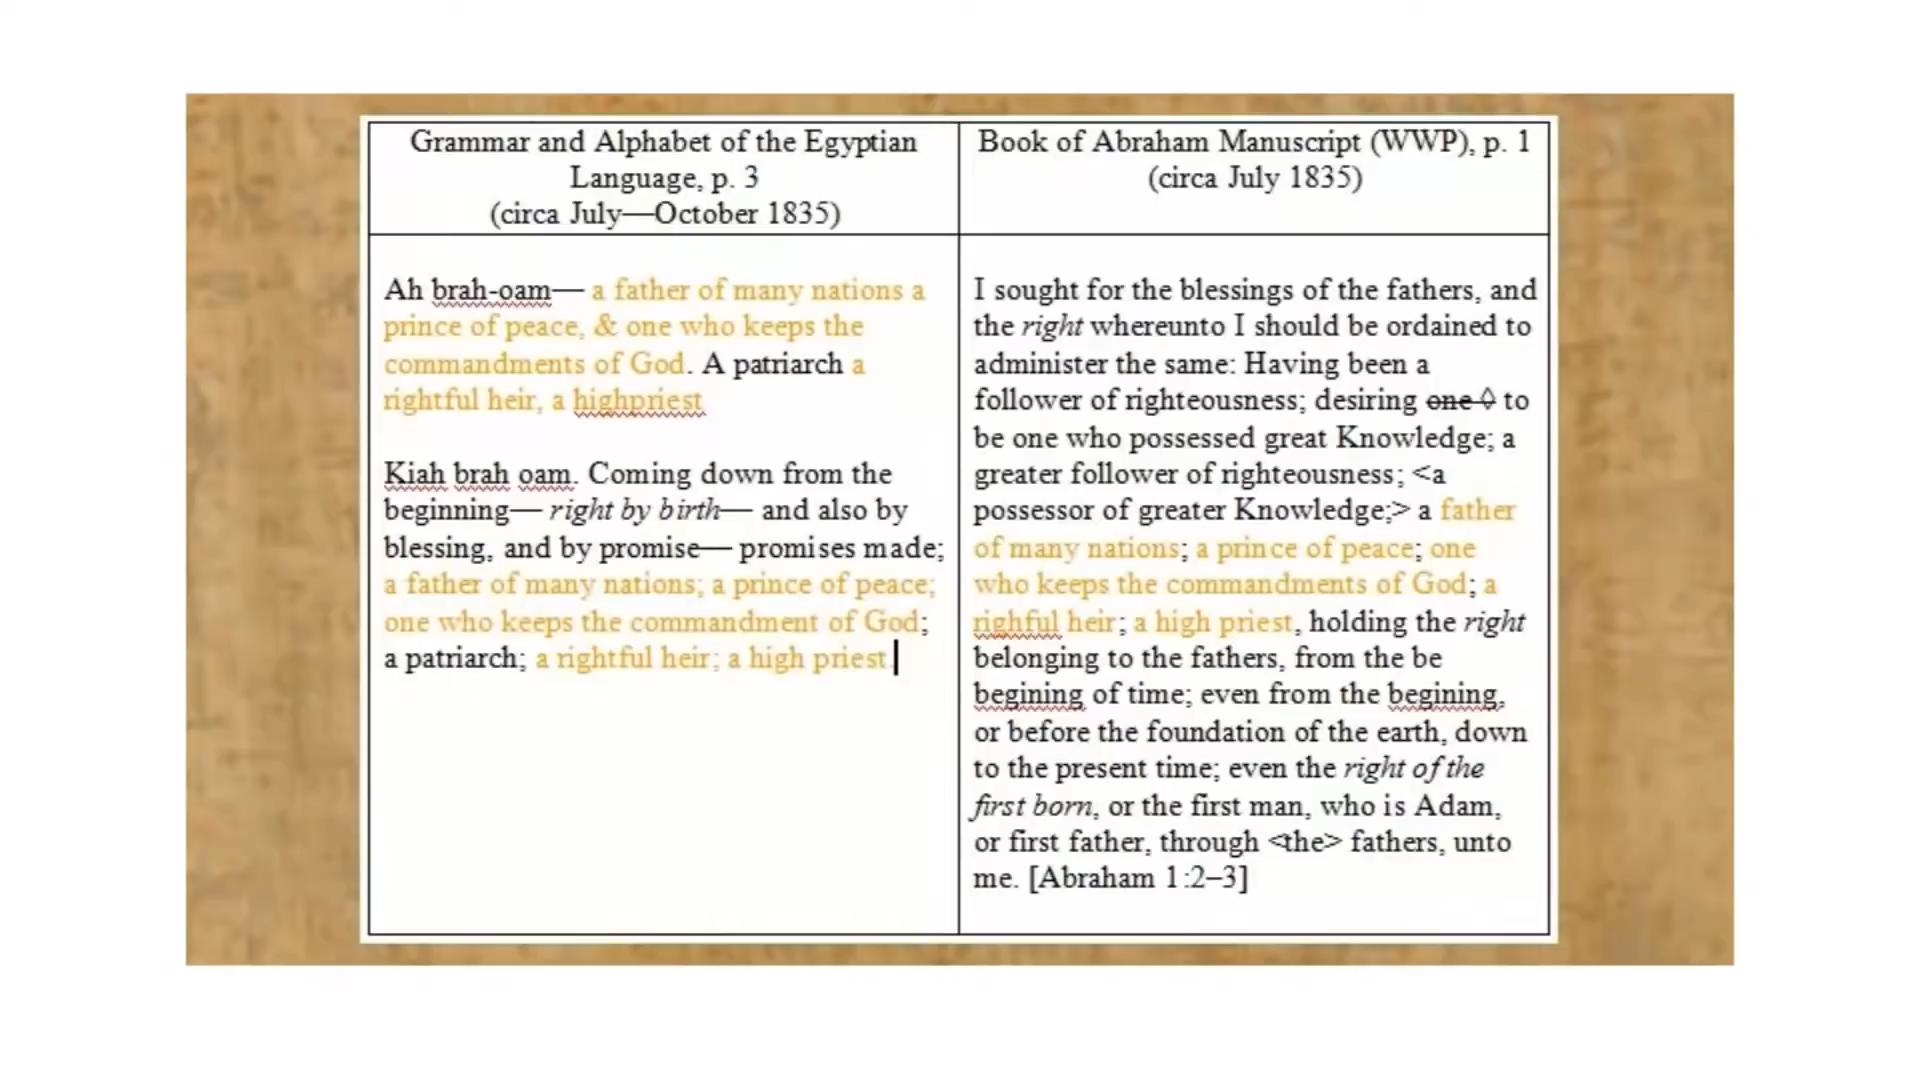 Grammar and Alphabet of the Egyptian
Language, p. 3
(circa July—October 1835)
Ah brah-oam— a father of many nations a
prince of peace, & one who keeps the
commandments of God. A patriarch a
rightful heir, a highpriest
Kiah brah oam. Coming down from the
beginning— right by birth— and also by
blessing, and by promise— promises made;
a father of many nations; a prince of peace;
one who keeps the commandment of God;
a patriarch; a rightful heir; a high priest.
Book of Abraham Manuscript (WWP), p. 1
(circa July 1835)
I sought for the blessings of the fathers, and
the right whereunto I should be ordained to
administer the same: Having been a
follower of righteousness; desiring one ◊ to
be one who possessed great Knowledge; a
greater follower of righteousness; <a
possessor of greater Knowledge;> a father
of many nations; a prince of peace; one
who keeps the commandments of God; a
righful heir; a high priest, holding the right
belonging to the fathers, from the be
begining of time; even from the begining,
or before the foundation of the earth, down
to the present time; even the right of the
first born, or the first man, who is Adam,
or first father, through <the> fathers, unto
me. [Abraham 1:2–3]